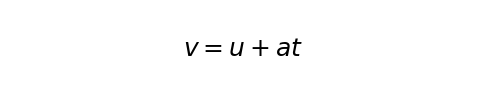 v = u + at